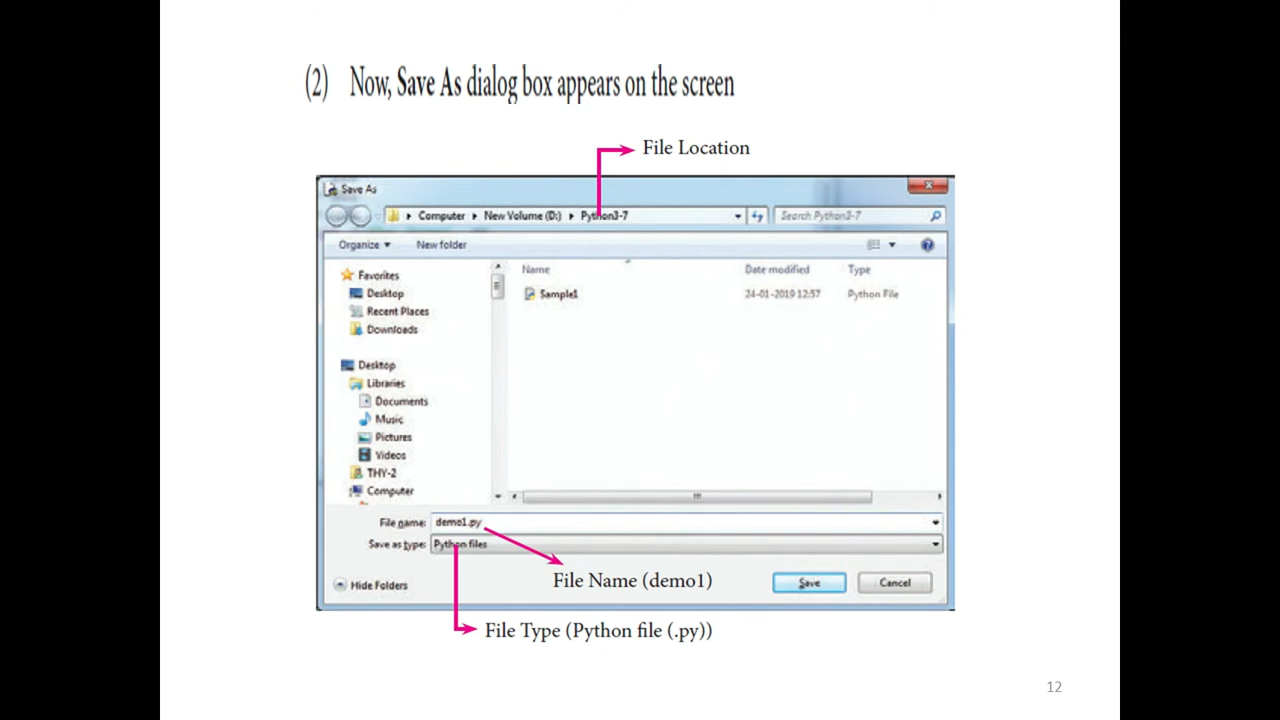 (2) Now, Save As dialog box appears on the screen
File Location
Save As
Computer New Volume (D:) Python3-7
Search Python3-7
Organize New folder
Name Date modified Type
Favorites
Desktop
Recent Places
Downloads
Sample1 24-01-2019 12:57 Python File
Desktop
Libraries
Documents
Music
Pictures
Videos
THY-2
Computer
File name: demo1.py
Save as type: Python files
File Name (demo1)
Hide Folders
Save
Cancel
File Type (Python file (.py))
12